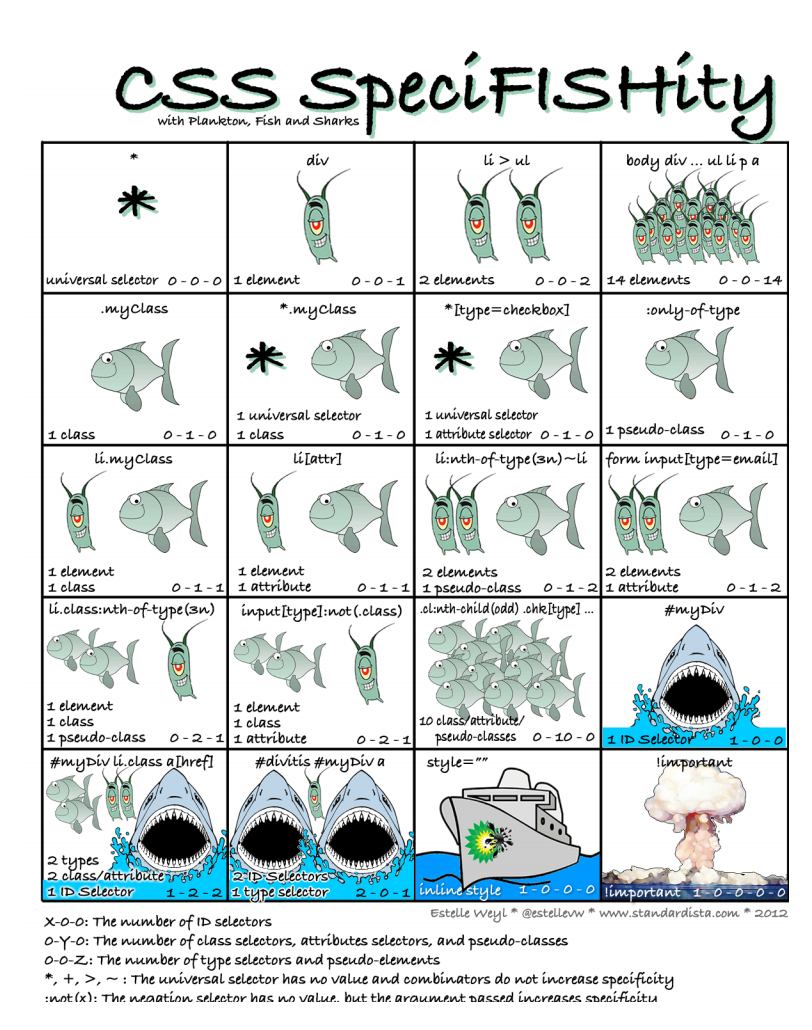 CSS SpeciFISHity
with Plankton, Fish and Sharks
*
*
universal selector 0-0-0
div
1 element 0-0-1
li > ul
2 elements 0-0-2
body div ... ul li p a
14 elements 0-0-14
.myClass
1 class 0-1-0
*.myClass
*
1 universal selector
1 class 0-1-0
*[type=checkbox]
*
1 universal selector
1 attribute selector 0-1-0
:only-of-type
1 pseudo-class 0-1-0
li.myClass
1 element
1 class 0-1-1
li[attr]
1 element
1 attribute 0-1-1
li:nth-of-type(3n)~li
2 elements
1 pseudo-class 0-1-2
form input[type=email]
2 elements
1 attribute 0-1-2
li.class:nth-of-type(3n)
1 element
1 class
1 pseudo-class 0-2-1
input[type]:not(.class)
1 element
1 class
1 attribute 0-2-1
.cl:nth-child(odd) .chk[type] ...
10 class/attribute/
pseudo-classes 0-10-0
#myDiv
1 ID Selector 1-0-0
#myDiv li.class a[href]
2 types
2 class/attribute
1 ID Selector 1-2-2
#divitis #myDiv a
2 ID Selectors
1 type selector 2-0-1
style=""
bp
inline style 1-0-0-0
!important
!important 1-0-0-0-0
Estelle Weyl * @estellevw * www.standardista.com * 2012
X-0-0: The number of ID selectors
0-Y-0: The number of class selectors, attributes selectors, and pseudo-classes
0-0-Z: The number of type selectors and pseudo-elements
*, +, >, ~ : The universal selector has no value and combinators do not increase specificity
:not(x): The negation selector has no value, but the argument passed increases specificity